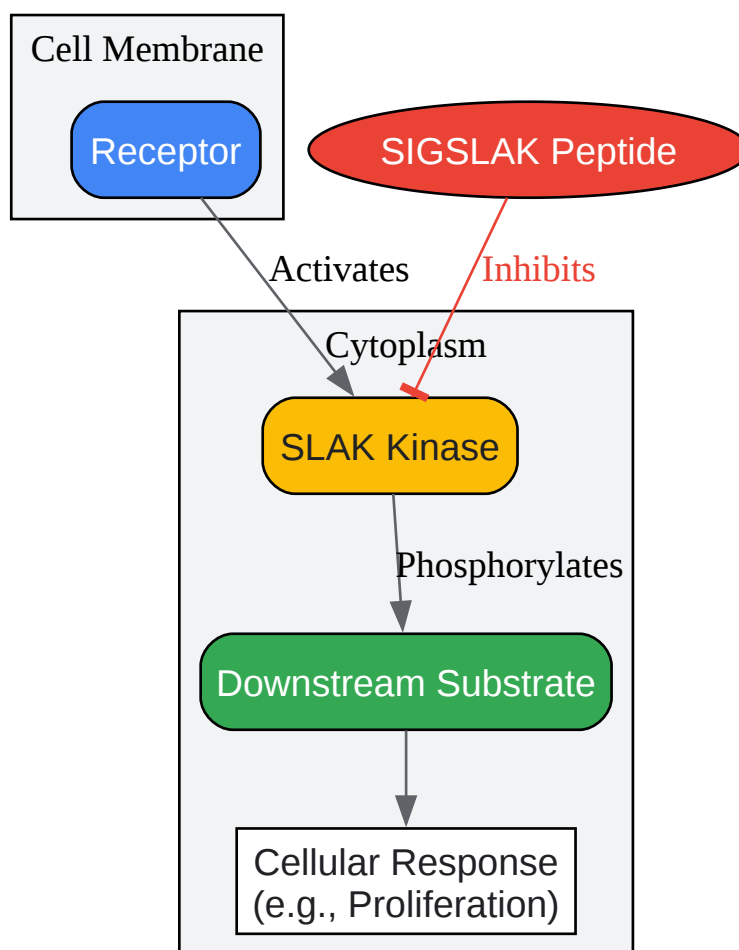 Cell Membrane
Receptor
SIGSLAK Peptide
Activates
Inhibits
Cytoplasm
SLAK Kinase
Phosphorylates
Downstream Substrate
Cellular Response
(e.g., Proliferation)